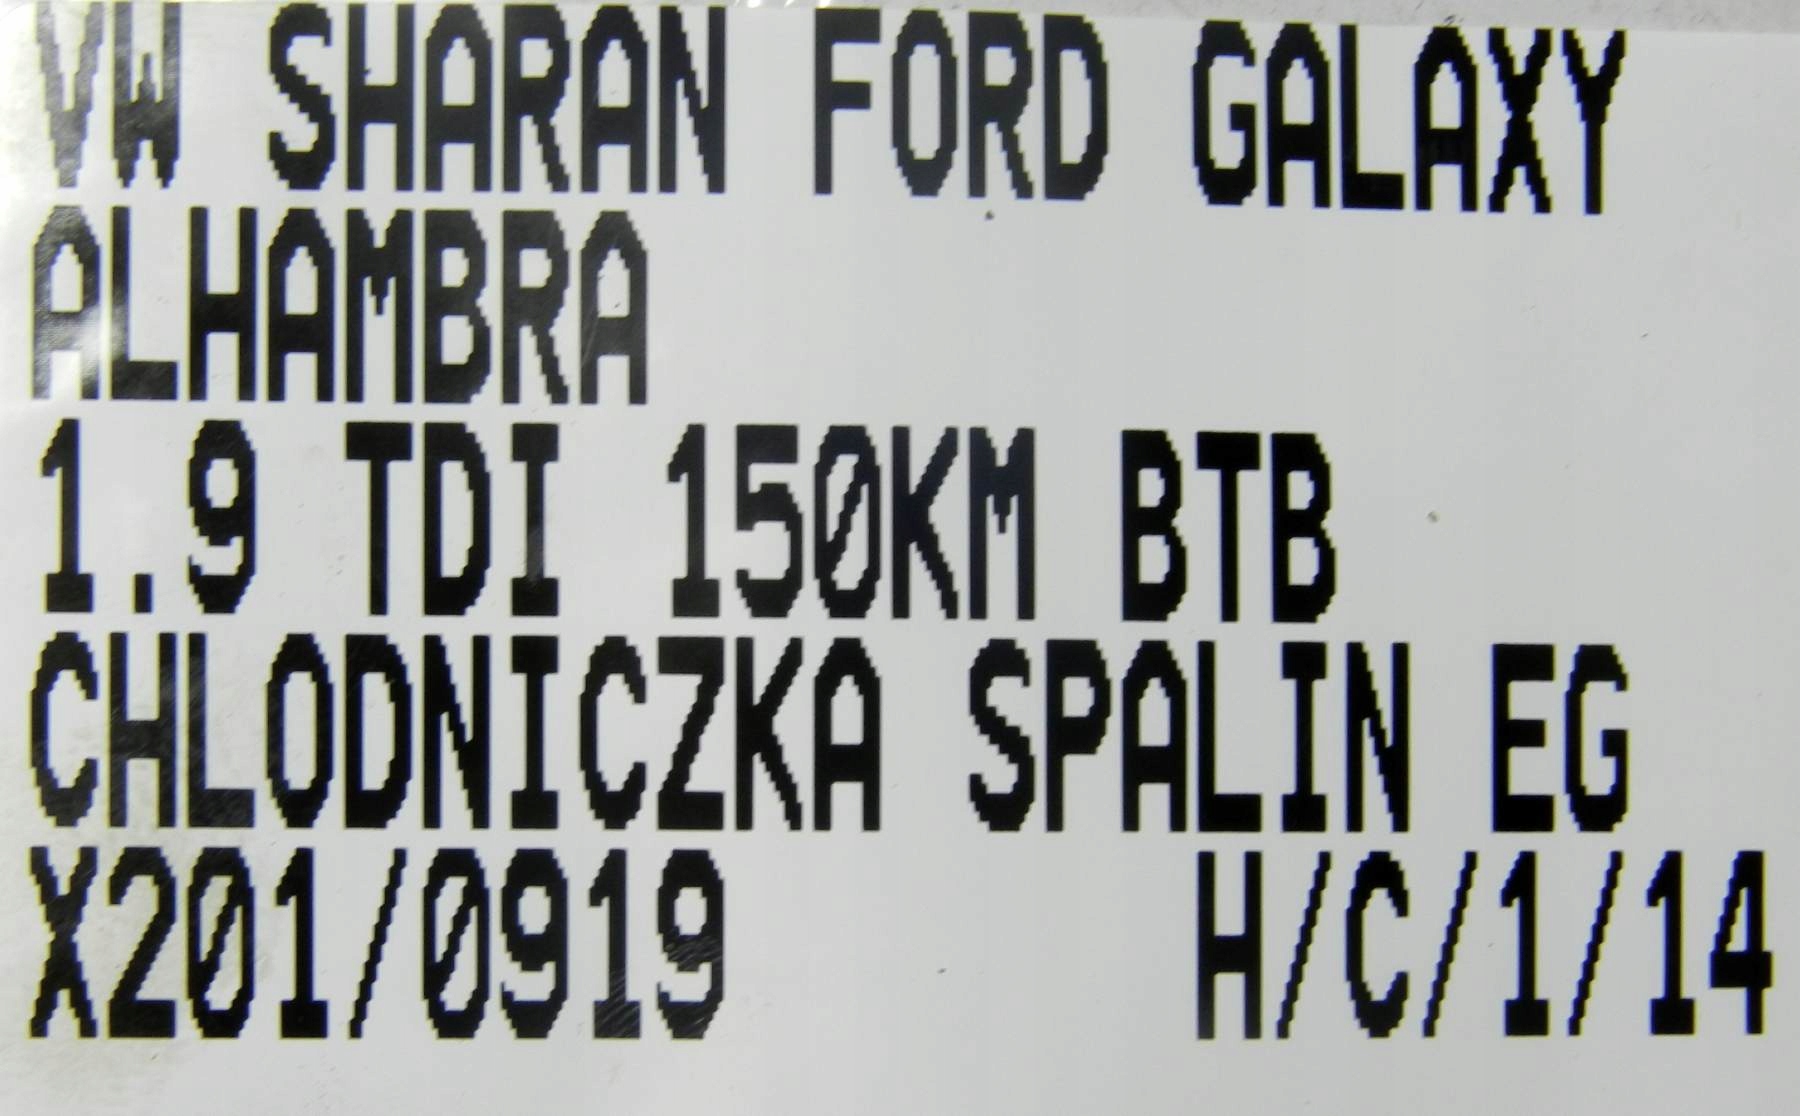 VW SHARAN FORD GALAXY
ALHAMBRA
1.9 TDI 150KM BTB
CHLODNICZKA SPALIN EG
X201/0919 H/C/1/14